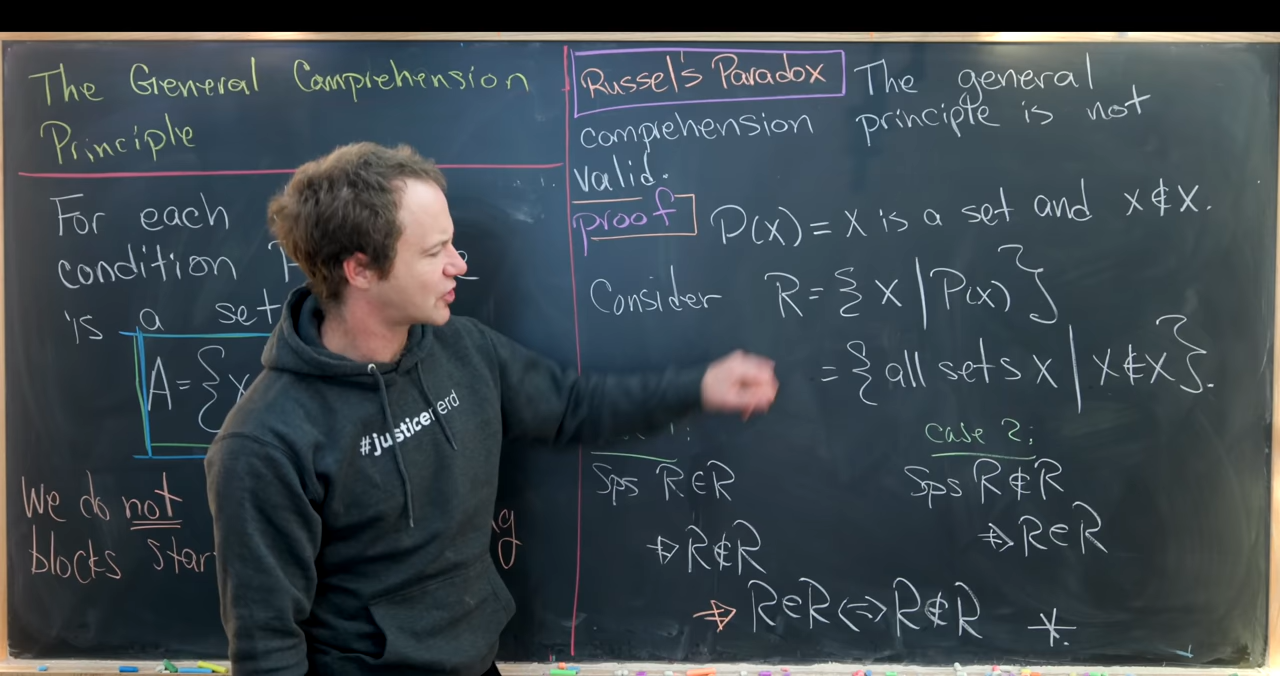 The General Comprehension
Principle
For each
condition
is a set
A={x
We do not
blocks star
g
Russel's Paradox The general
comprehension principle is not
valid.
proof P(x)= x is a set and x∉x.
Consider R={x|P(x)}
={all sets x|x∉x}.
1:
Sps R∈R
⇒R∉R
case 2:
Sps R∉R
⇒R∈R
⇒R∈R⇔R∉R
#justicenerd